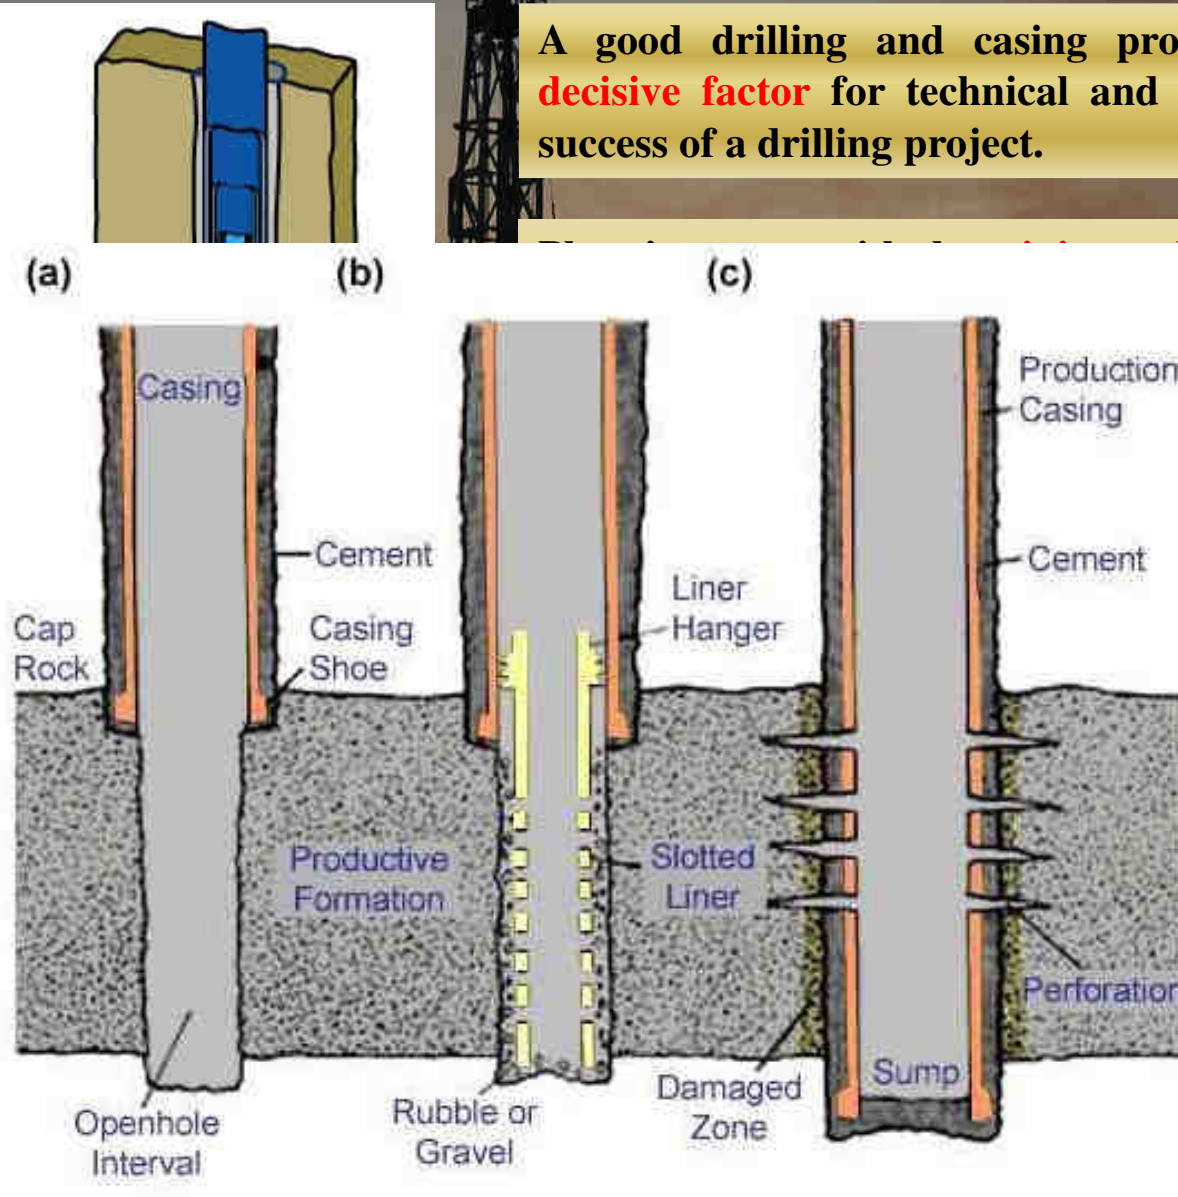 A good drilling and casing
decisive factor for technical and
success of a drilling project.
(a)
(b)
(c)
Casing
Production
Casing
Cement
Cement
Liner
Hanger
Cap
Rock
Casing
Shoe
Productive
Formation
Slotted
Liner
Perforation
Sump
Damaged
Zone
Rubble or
Gravel
Openhole
Interval